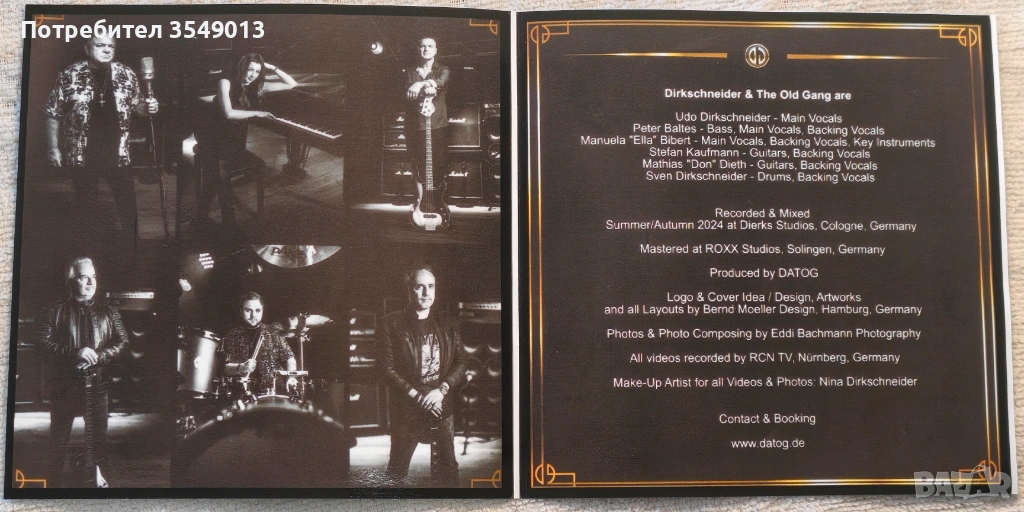 Потребител 3549013
Dirkschneider & The Old Gang are
Udo Dirkschneider - Main Vocals
Peter Baltes - Bass, Main Vocals, Backing Vocals
Manuela "Ella" Bibert - Main Vocals, Backing Vocals, Key Instruments
Stefan Kaufmann - Guitars, Backing Vocals
Mathias "Don" Dieth - Guitars, Backing Vocals
Sven Dirkschneider - Drums, Backing Vocals
Recorded & Mixed
Summer/Autumn 2024 at Dierks Studios, Cologne, Germany
Mastered at ROXX Studios, Solingen, Germany
Produced by DATOG
Logo & Cover Idea / Design, Artworks
and all Layouts by Bernd Moeller Design, Hamburg, Germany
Photos & Photo Composing by Eddi Bachmann Photography
All videos recorded by RCN TV, Nürnberg, Germany
Make-Up Artist for all Videos & Photos: Nina Dirkschneider
Contact & Booking
www.datog.de
BAZAR